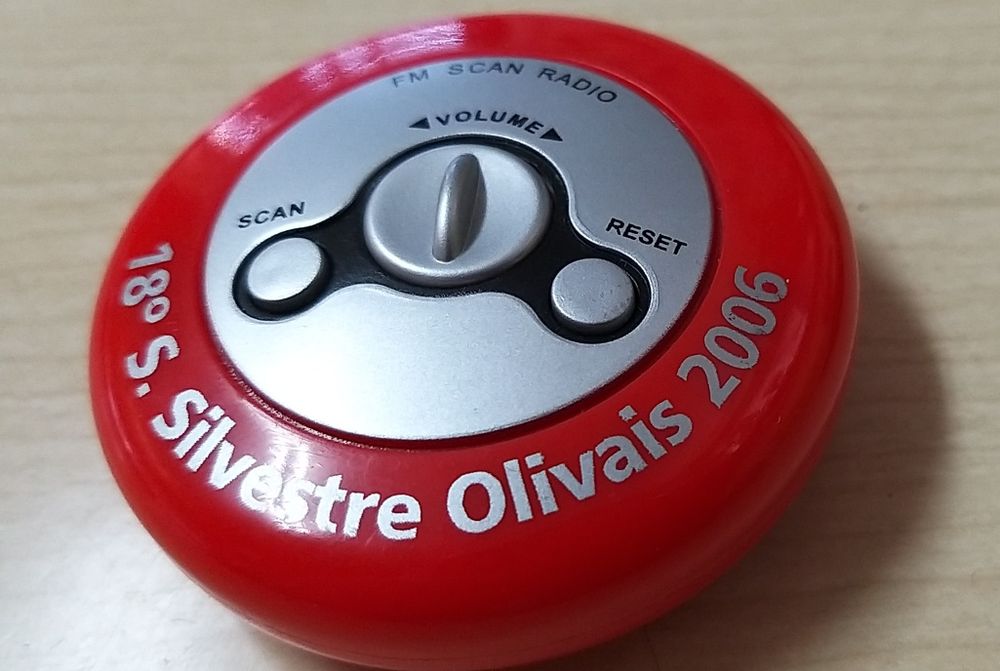 FM SCAN RADIO
◀VOLUME▶
SCAN
RESET
18º S. Silvestre Olivais 2006